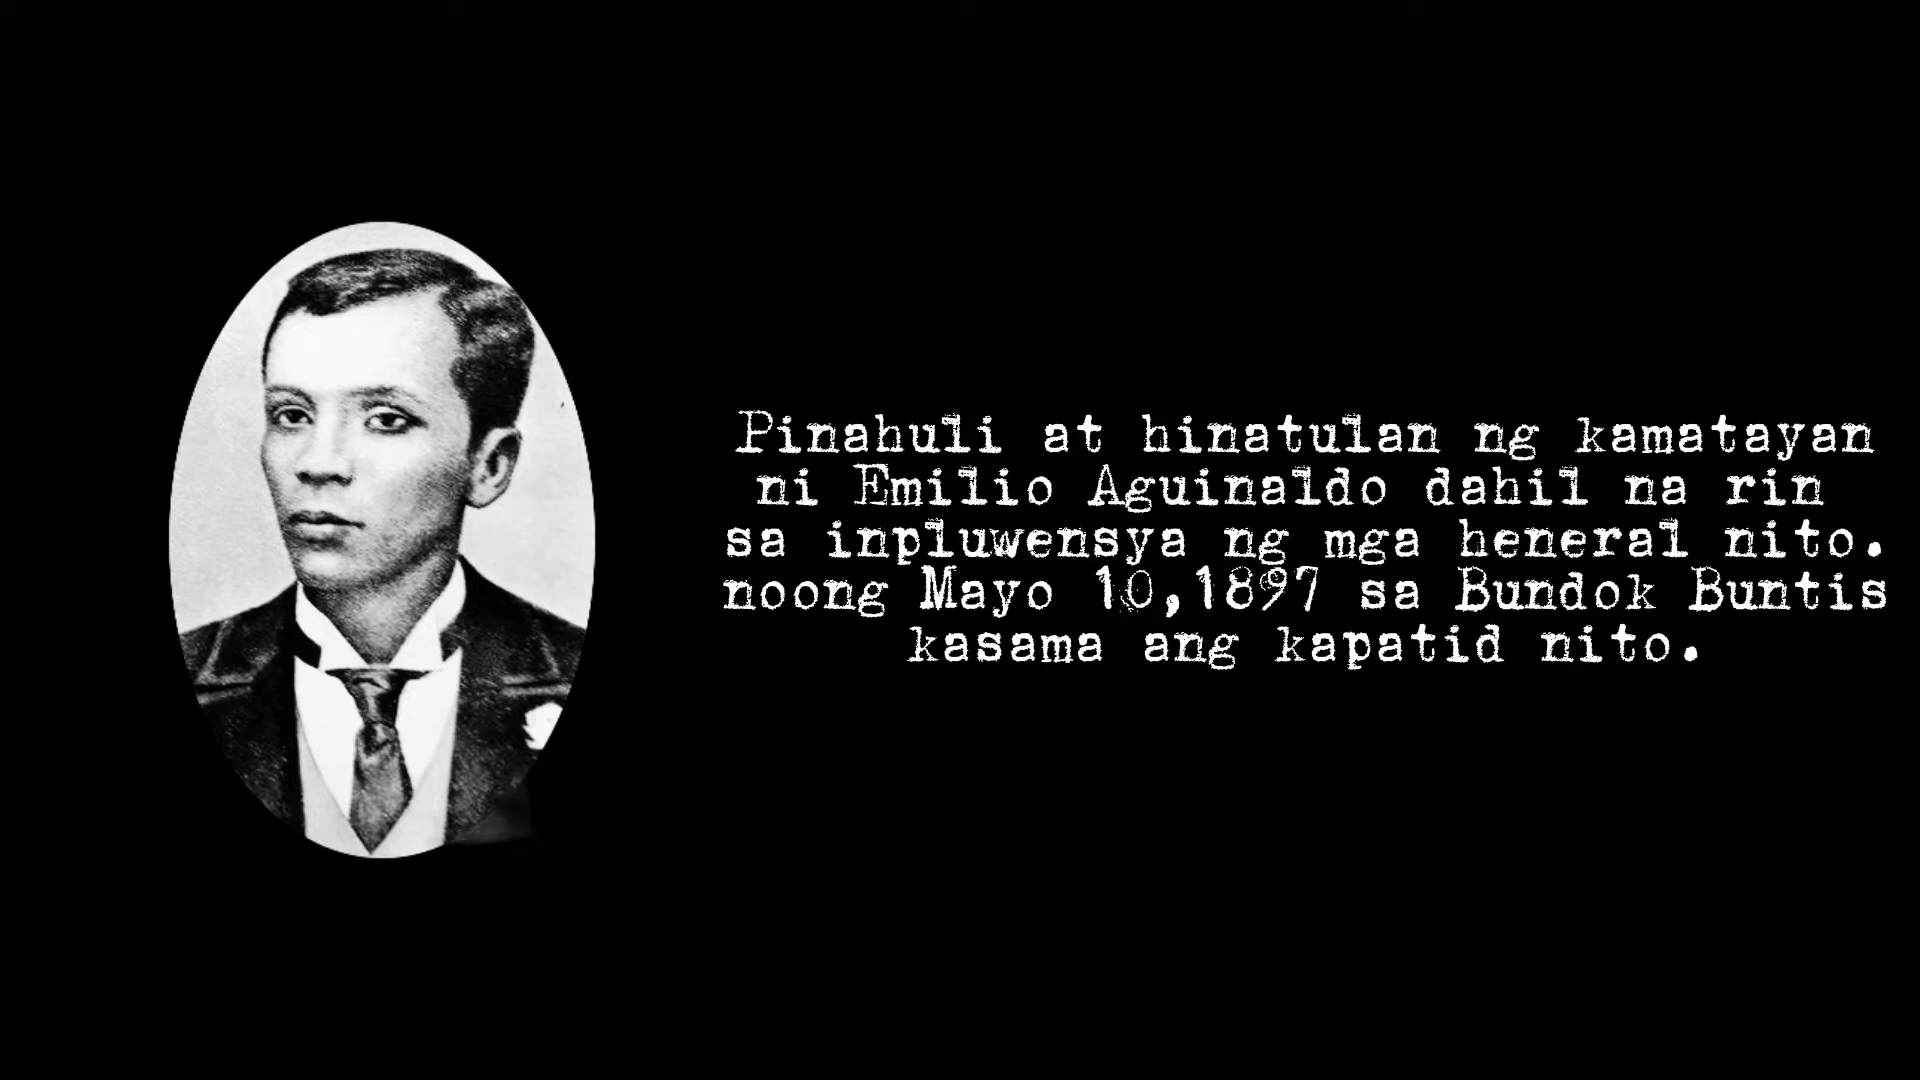 Pinahuli at hinatulan ng kamatayan
ni Emilio Aguinaldo dahil na rin
sa inpluwensya ng mga heneral nito.
noong Mayo 10,1897 sa Bundok Buntis
kasama ang kapatid nito.